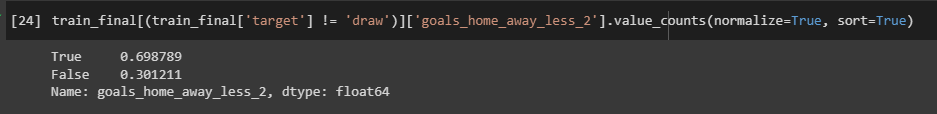 [24] train_final[(train_final['target'] != 'draw')]['goals_home_away_less_2'].value_counts(normalize=True, sort=True)
True     0.698789
False    0.301211
Name: goals_home_away_less_2, dtype: float64